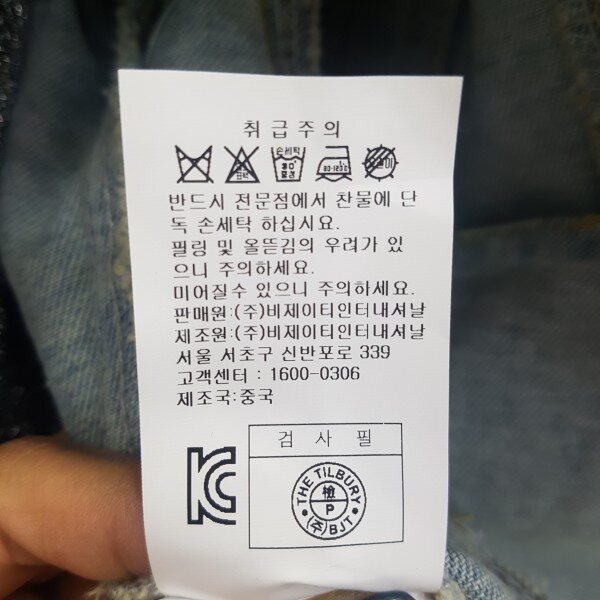 취급주의
손세탁
30°
중성
표백
80-120℃
반드시 전문점에서 찬물에 단
독 손세탁 하십시요.
필링 및 올뜯김의 우려가 있
으니 주의하세요.
미어질수 있으니 주의하세요.
판매원:(주)비제이티인터내셔날
제조원:(주)비제이티인터내셔날
서울 서초구 신반포로 339
고객센터 : 1600-0306
제조국:중국
KC
검사필
THE TILBURY
檢
P
(주)BJT